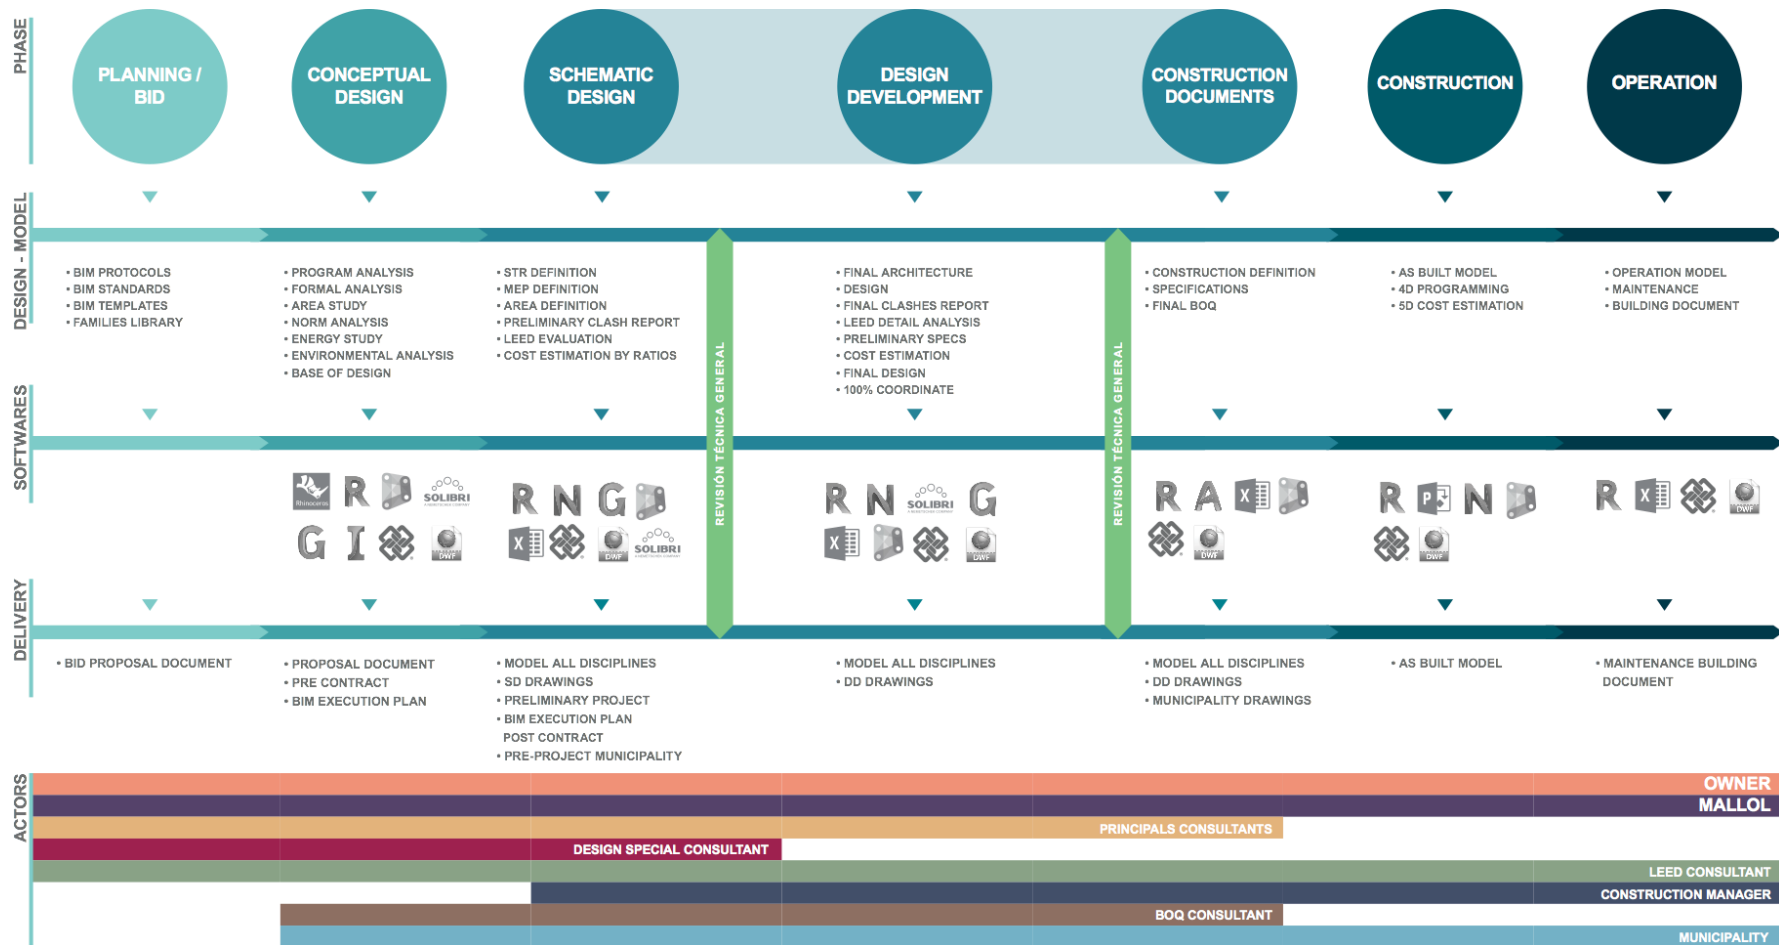 PHASE
PLANNING /
BID
CONCEPTUAL
DESIGN
SCHEMATIC
DESIGN
DESIGN
DEVELOPMENT
CONSTRUCTION
DOCUMENTS
CONSTRUCTION
OPERATION
DESIGN - MODEL
• BIM PROTOCOLS
• BIM STANDARDS
• BIM TEMPLATES
• FAMILIES LIBRARY
• PROGRAM ANALYSIS
• FORMAL ANALYSIS
• AREA STUDY
• NORM ANALYSIS
• ENERGY STUDY
• ENVIRONMENTAL ANALYSIS
• BASE OF DESIGN
• STR DEFINITION
• MEP DEFINITION
• AREA DEFINITION
• PRELIMINARY CLASH REPORT
• LEED EVALUATION
• COST ESTIMATION BY RATIOS
REVISIÓN TÉCNICA GENERAL
• FINAL ARCHITECTURE
• DESIGN
• FINAL CLASHES REPORT
• LEED DETAIL ANALYSIS
• PRELIMINARY SPECS
• COST ESTIMATION
• FINAL DESIGN
• 100% COORDINATE
REVISIÓN TÉCNICA GENERAL
• CONSTRUCTION DEFINITION
• SPECIFICATIONS
• FINAL BOQ
• AS BUILT MODEL
• 4D PROGRAMMING
• 5D COST ESTIMATION
• OPERATION MODEL
• MAINTENANCE
• BUILDING DOCUMENT
SOFTWARES
Rhinoceros
R
SOLIBRI
G
I
DWF
R
N
G
X
DWF
SOLIBRI
R
N
SOLIBRI
G
X
DWF
R
A
X
DWF
R
P
N
DWF
R
X
DWF
DELIVERY
• BID PROPOSAL DOCUMENT
• PROPOSAL DOCUMENT
• PRE CONTRACT
• BIM EXECUTION PLAN
• MODEL ALL DISCIPLINES
• SD DRAWINGS
• PRELIMINARY PROJECT
• BIM EXECUTION PLAN
POST CONTRACT
• PRE-PROJECT MUNICIPALITY
• MODEL ALL DISCIPLINES
• DD DRAWINGS
• MODEL ALL DISCIPLINES
• DD DRAWINGS
• MUNICIPALITY DRAWINGS
• AS BUILT MODEL
• MAINTENANCE BUILDING
DOCUMENT
ACTORS
OWNER
MALLOL
PRINCIPALS CONSULTANTS
DESIGN SPECIAL CONSULTANT
LEED CONSULTANT
CONSTRUCTION MANAGER
BOQ CONSULTANT
MUNICIPALITY